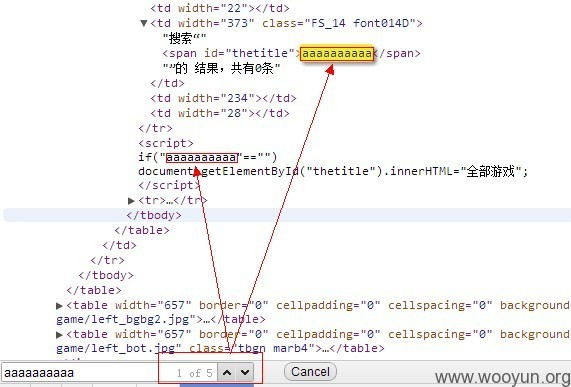 <td width="22"></td>
▼<td width="373" class="FS_14 font014D">
"搜索“"
<span id="thetitle">aaaaaaaaaa</span>
"”的 结果，共有0条"
</td>
<td width="234"></td>
<td width="28"></td>
</tr>
<script>
if("aaaaaaaaaa"=="")
document.getElementById("thetitle").innerHTML="全部游戏";
</script>
▶<tr>…</tr>
</tbody>
</table>
</td>
</tr>
</tbody>
</table>
▶<table width="657" border="0" cellpadding="0" cellspacing="0" background
game/left_bgbg2.jpg">…</table>
▶<table width="657" border="0" cellpadding="0" cellspacing="0" background
game/left_bot.jpg" class="tbgn marb4">…</table>
aaaaaaaaaa 1 of 5 Cancel
www.wooyun.org